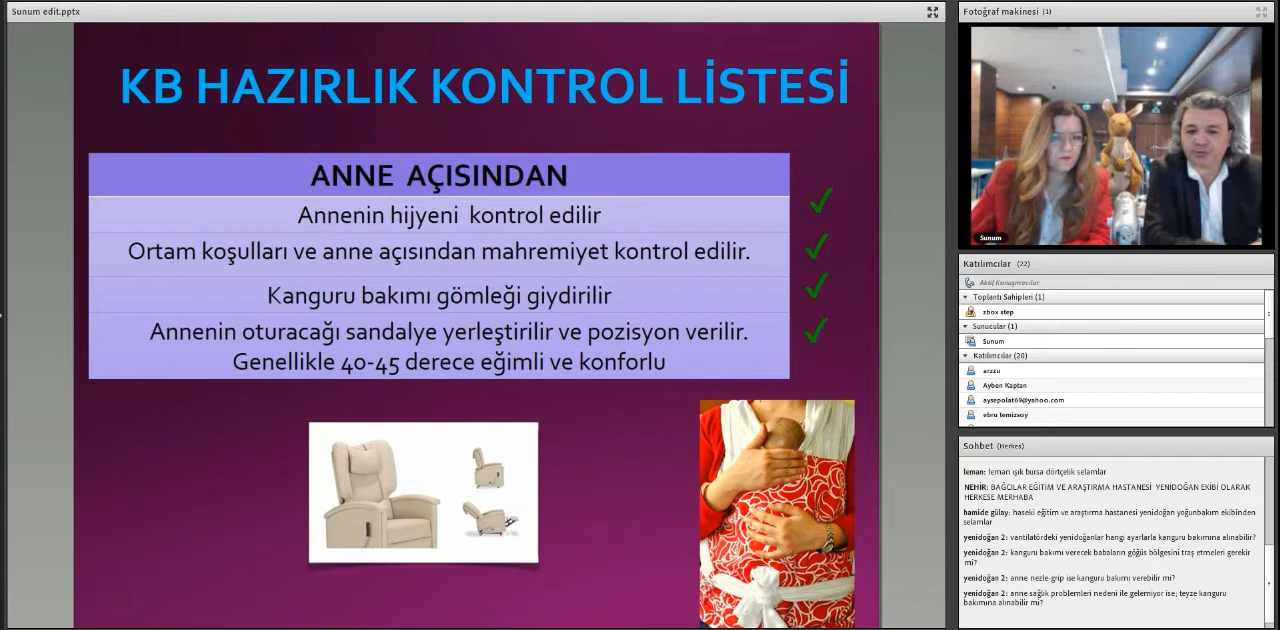 Sunum edit.pptx
KB HAZIRLIK KONTROL LİSTESİ
ANNE AÇISINDAN
Annenin hijyeni kontrol edilir
Ortam koşulları ve anne açısından mahremiyet kontrol edilir.
Kanguru bakımı gömleği giydirilir
Annenin oturacağı sandalye yerleştirilir ve pozisyon verilir.
Genellikle 40-45 derece eğimli ve konforlu
Fotoğraf makinesi (1)
Sunum
Katılımcılar (22)
Aktif Konuşmacılar
Toplantı Sahipleri (1)
zbox step
Sunucular (1)
Sunum
Katılımcılar (20)
arzzu
Ayben Kaptan
aysepolat69@yahoo.com
ebru temizsoy
Sohbet (Herkes)
leman: leman ışık bursa dörtçelik selamlar
NEHİR: BAĞCILAR EĞİTİM VE ARAŞTIRMA HASTANESİ YENİDOĞAN EKİBİ OLARAK
HERKESE MERHABA
hamide gülay: haseki eğitim ve araştırma hastanesi yenidoğan yoğunbakım ekibinden
selamlar
yenidoğan 2: vantilatördeki yenidoğanlar hangi ayarlarla kanguru bakımına alınabilir?
yenidoğan 2: kanguru bakımı verecek babaların göğüs bölgesini traş etmeleri gerekir
mi?
yenidoğan 2: anne nezle-grip ise kanguru bakımı verebilir mi?
yenidoğan 2: anne sağlık problemleri nedeni ile gelemiyor ise; teyze kanguru
bakımına alınabilir mi?